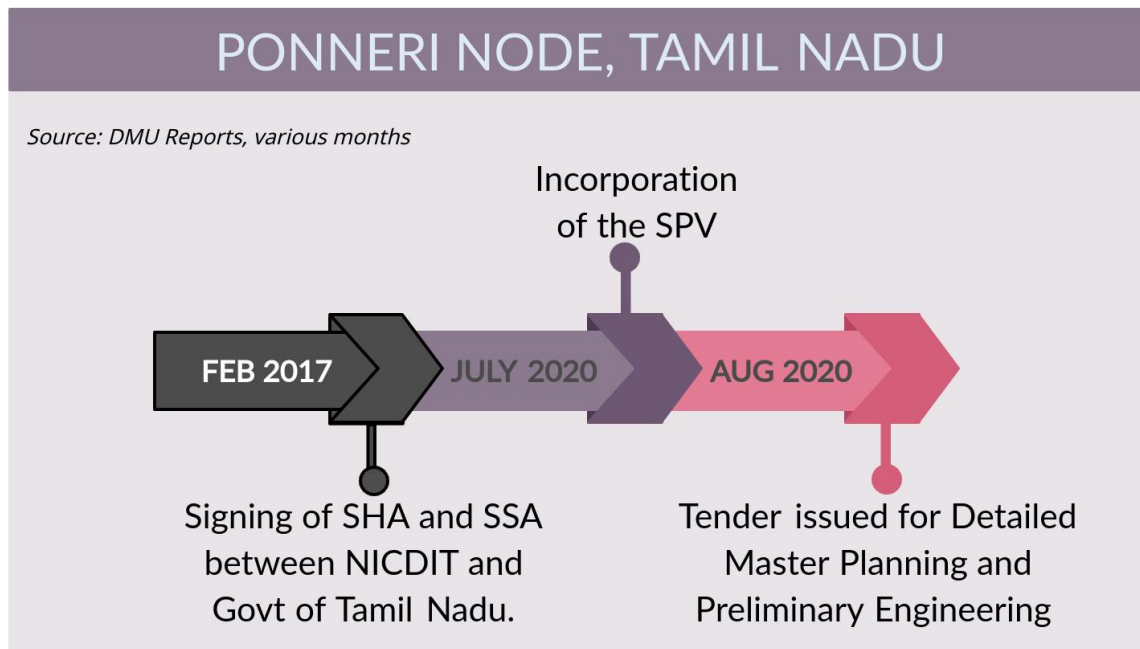 PONNERI NODE, TAMIL NADU
Source: DMU Reports, various months
Incorporation
of the SPV
FEB 2017
JULY 2020
AUG 2020
Signing of SHA and SSA
between NICDIT and
Govt of Tamil Nadu.
Tender issued for Detailed
Master Planning and
Preliminary Engineering